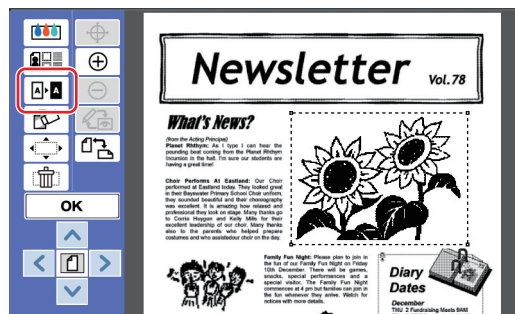 A A
OK
Newsletter Vol. 78
What's News?
(from the Acting Principal)
Planet Rhthym: As I type I can hear the
pounding beat coming from the Planet Rhthym
Incursion in the hall. I'm sure our students are
having a great time!
Choir Performs At Eastland: Our Choir
performed at Eastland today. They looked great
in their Bayswater Primary School Choir uniform,
they sounded beautiful and their choreography
was excellent. It is amazing how relaxed and
professional they look on stage. Many thanks go
to Corrie Huygan and Kelly Mills for their
excellent leadership of our choir. Many thanks
also to the parents who helped prepare
costumes and who assistedour choir on the day.
Family Fun Night: Please plan to join in
the fun of our Family Fun Night on Friday
10th December. There will be games,
snacks, special performances and a
special visitor. The Family Fun Night
commences at 4 pm but families can join in
the fun whenever they arrive. Watch for
notices with more details.
Diary
Dates
December
THU 2 Fundraising Meets 9AM